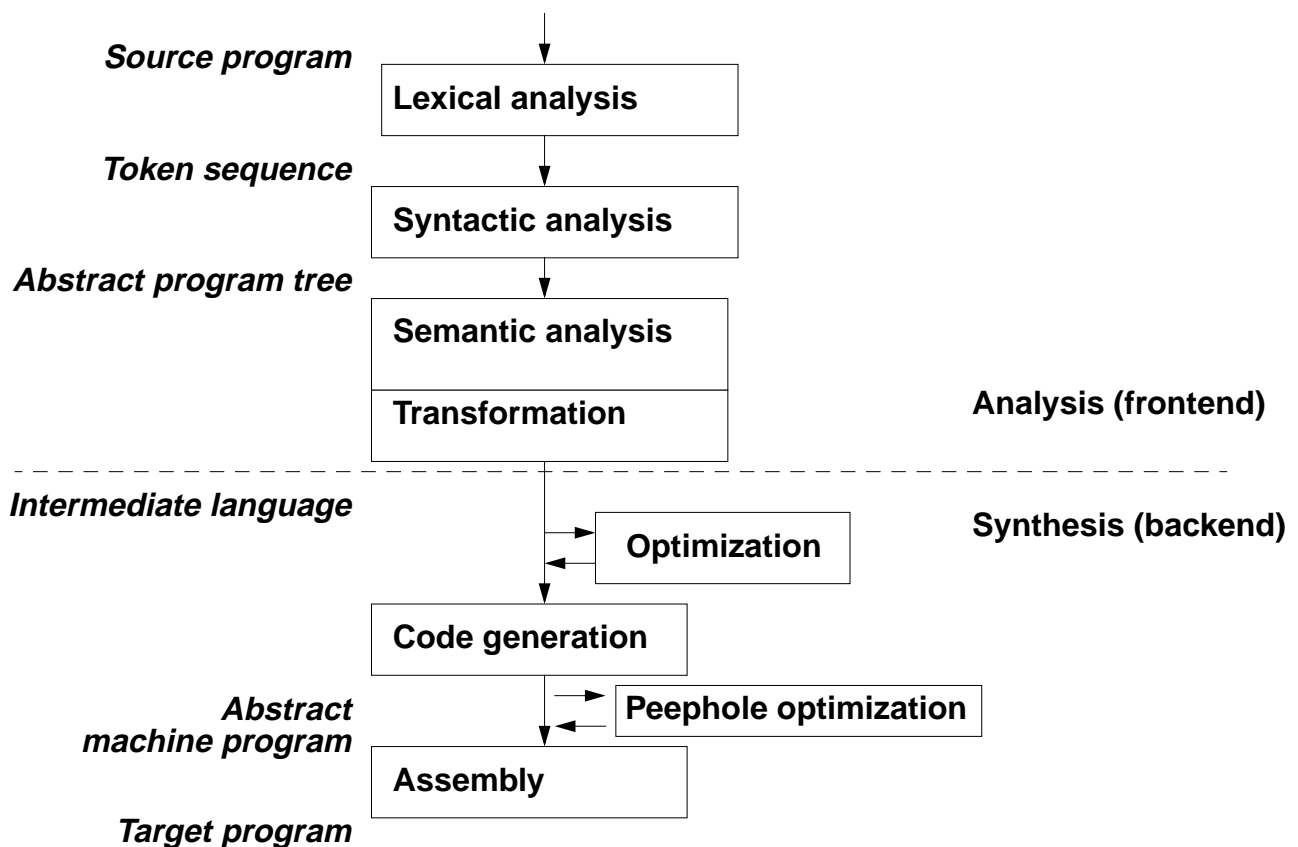 Source program
Lexical analysis
Token sequence
Syntactic analysis
Abstract program tree
Semantic analysis
Transformation
Analysis (frontend)
Intermediate language
Synthesis (backend)
Optimization
Code generation
Peephole optimization
Abstract
machine program
Assembly
Target program